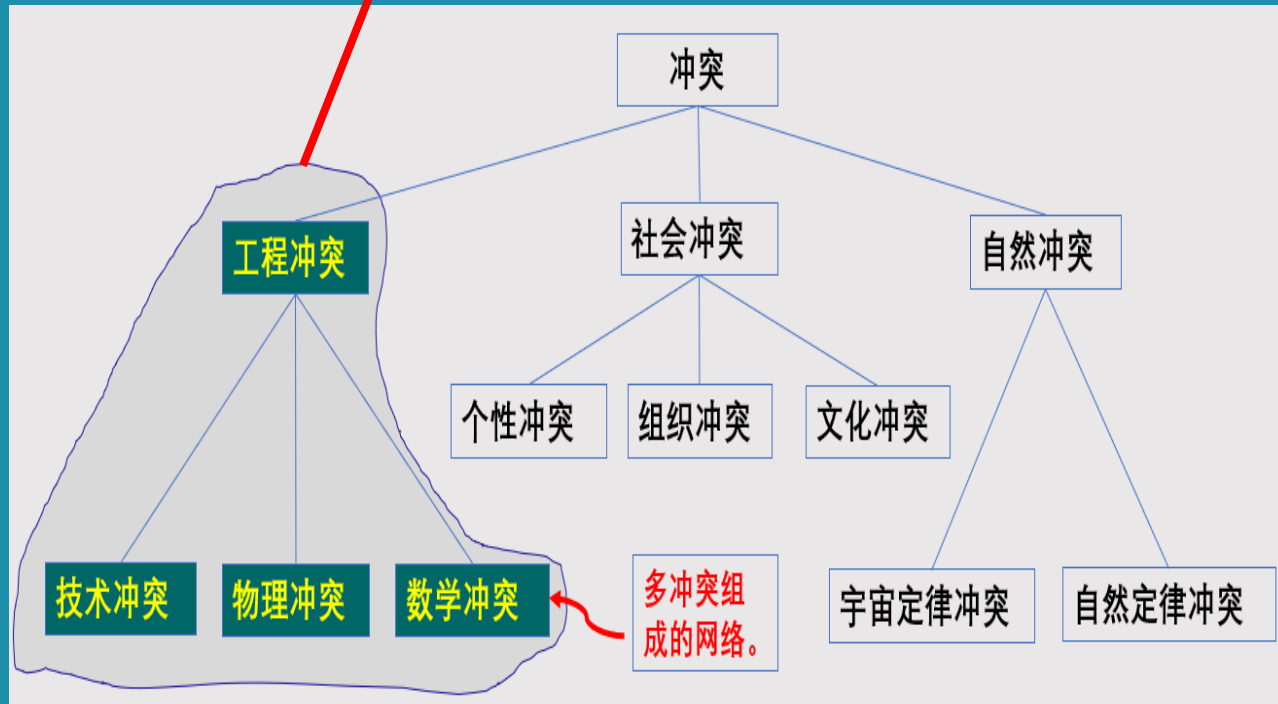 冲突
工程冲突
社会冲突
自然冲突
个性冲突
组织冲突
文化冲突
技术冲突
物理冲突
数学冲突
多冲突组
成的网络。
宇宙定律冲突
自然定律冲突